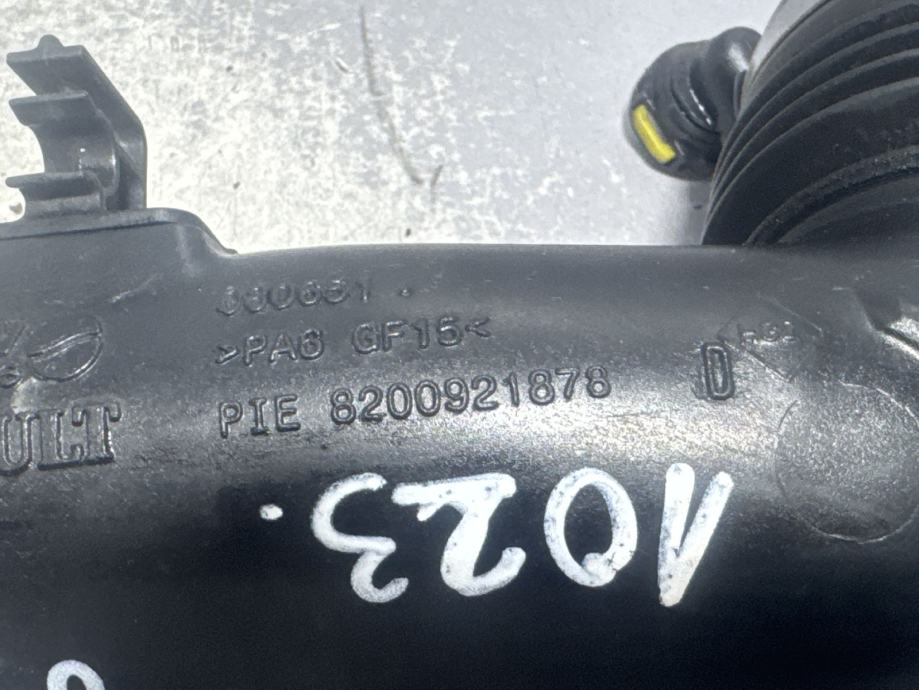 >PA6 GF15<
PIE 8200921878 D
ULT
1023.